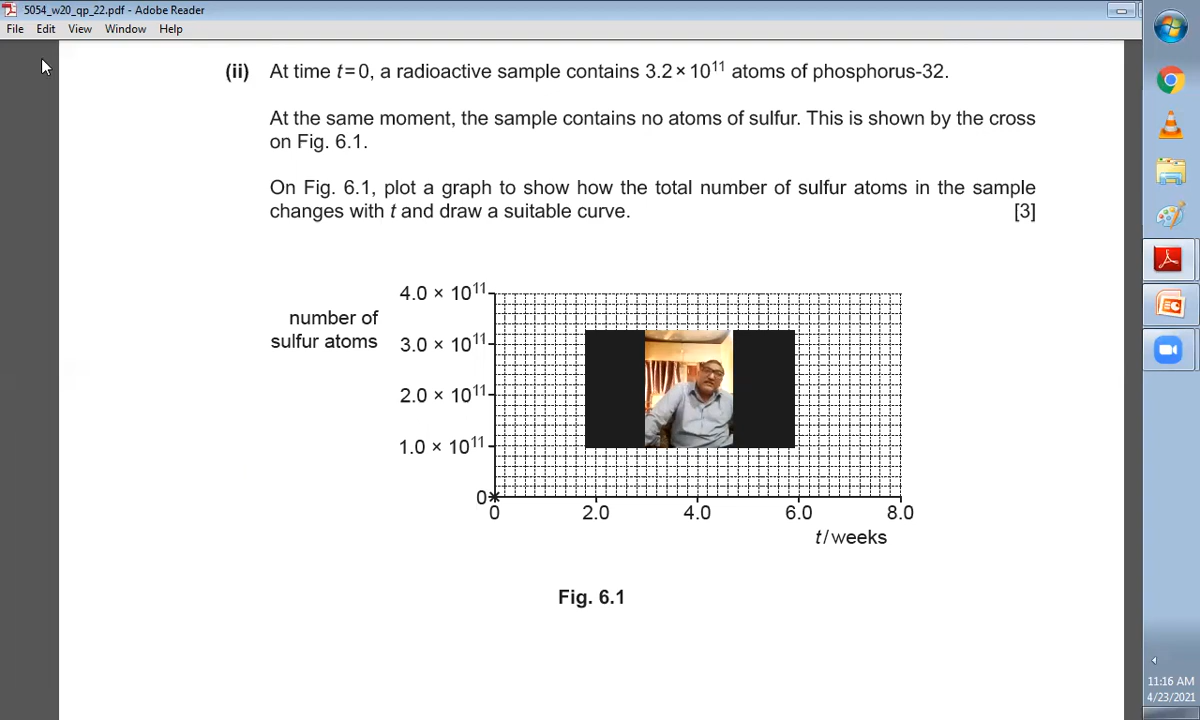 5054_w20_qp_22.pdf - Adobe Reader
File Edit View Window Help
(ii) At time t=0, a radioactive sample contains 3.2×10¹¹ atoms of phosphorus-32.
At the same moment, the sample contains no atoms of sulfur. This is shown by the cross
on Fig. 6.1.
On Fig. 6.1, plot a graph to show how the total number of sulfur atoms in the sample
changes with t and draw a suitable curve. [3]
number of
sulfur atoms
4.0 × 10¹¹
3.0 × 10¹¹
2.0 × 10¹¹
1.0 × 10¹¹
0
0 2.0 4.0 6.0 8.0
t/weeks
Fig. 6.1
11:16 AM
4/23/2021